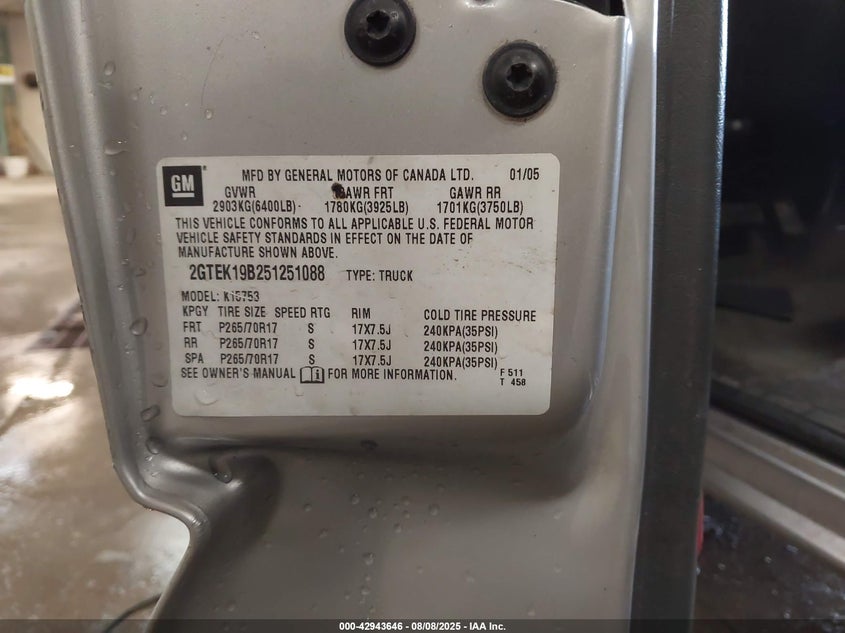 GM
MFD BY GENERAL MOTORS OF CANADA LTD. 01/05
GVWR GAWR FRT GAWR RR
2903KG(6400LB) 1780KG(3925LB) 1701KG(3750LB)
THIS VEHICLE CONFORMS TO ALL APPLICABLE U.S. FEDERAL MOTOR
VEHICLE SAFETY STANDARDS IN EFFECT ON THE DATE OF
MANUFACTURE SHOWN ABOVE.
2GTEK19B251251088 TYPE: TRUCK
MODEL: K15753
KPGY TIRE SIZE SPEED RTG RIM COLD TIRE PRESSURE
FRT P265/70R17 S 17X7.5J 240KPA(35PSI)
RR P265/70R17 S 17X7.5J 240KPA(35PSI)
SPA P265/70R17 S 17X7.5J 240KPA(35PSI)
SEE OWNER'S MANUAL FOR MORE INFORMATION.
F 511
T 458
000-42943646 - 08/08/2025 - IAA Inc.